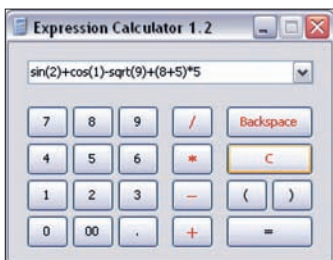 Expression Calculator 1.2
sin(2)+cos(1)-sqrt(9)+(8+5)*5
7 8 9 / Backspace
4 5 6 * C
1 2 3 - ( )
0 00 . + =